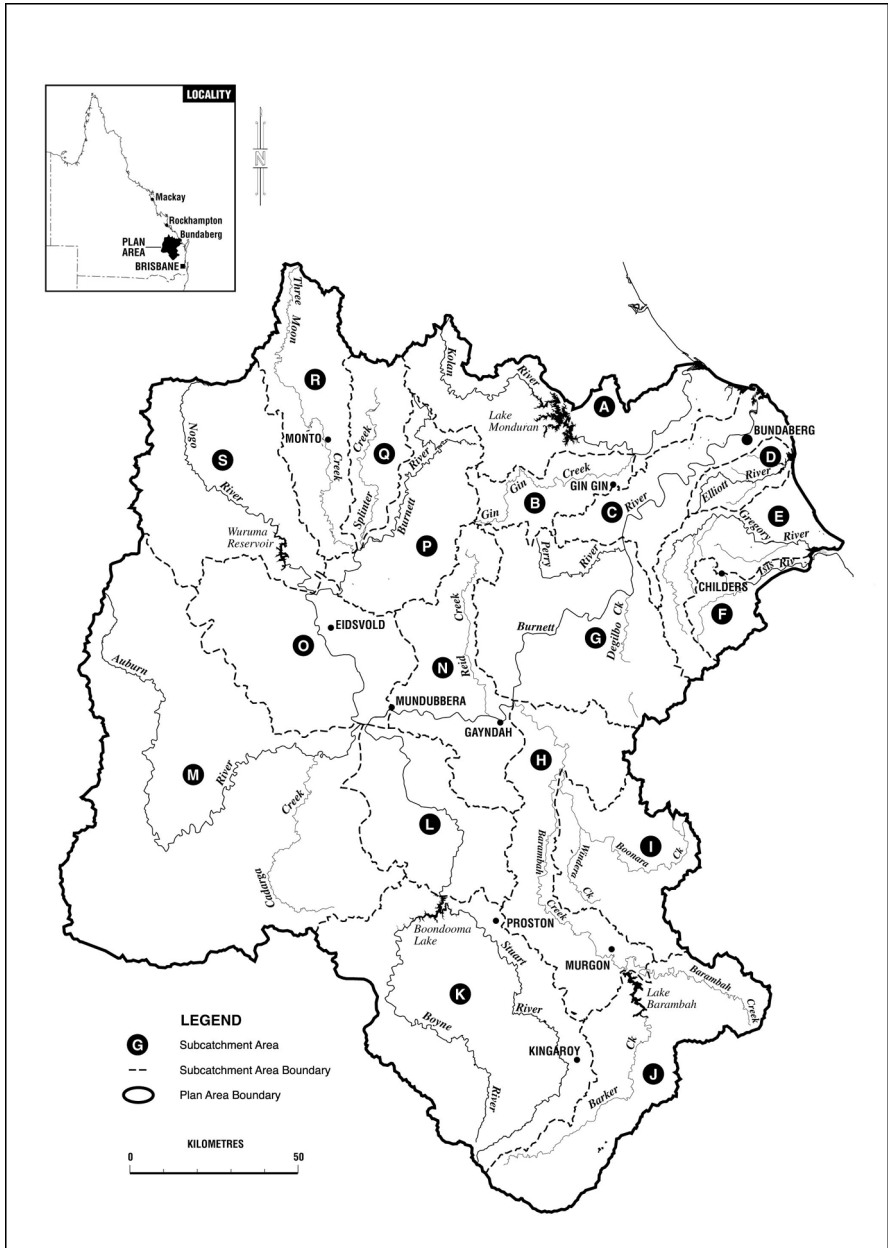 LOCALITY
Mackay
Rockhampton
Bundaberg
PLAN
AREA
BRISBANE
N
Three Moon
Creek
Kolan
River
R
A
Lake
Monduran
Nogo
River
MONTO
BUNDABERG
S
Q
Splinter
Creek
River
Burnett
D
Elliott River
Gin Gin
Creek
GIN GIN
B
C
River
E
Gregory
River
Wuruma
Reservoir
P
Perry
River
CHILDERS
Isis Riv
F
EIDSVOLD
Creek
Reid
Burnett
Degilbo Ck
G
O
N
Auburn
River
MUNDUBBERA
GAYNDAH
M
H
Creek
Cadarga
L
Barambah
Creek
Windera
Ck
I
Boonara
Ck
Boondooma
Lake
PROSTON
Stuart
River
MURGON
Barambah
Creek
Lake
Barambah
K
Boyne
River
KINGAROY
Ck
Barker
J
LEGEND
G Subcatchment Area
Subcatchment Area Boundary
Plan Area Boundary
KILOMETRES
0 50